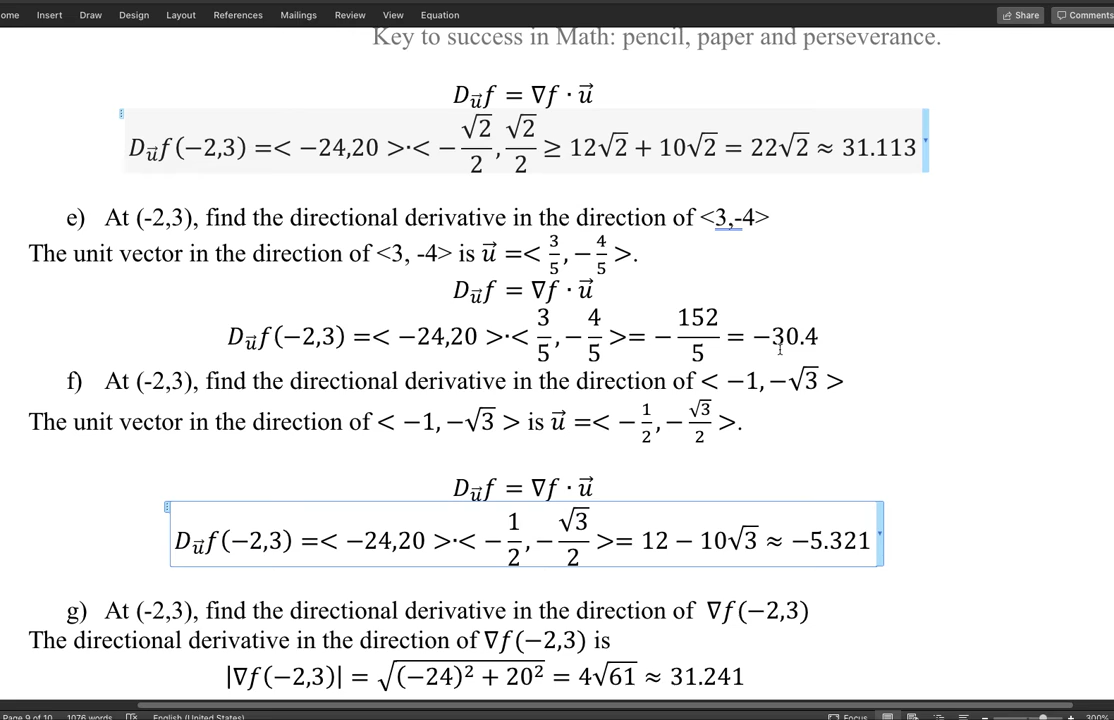 ome Insert Draw Design Layout References Mailings Review View Equation Share Comments
Key to success in Math: pencil, paper and perseverance.
D_u⃗ f = ∇f · u⃗
D_u⃗ f(−2,3) =< −24,20 >·< −√2/2, √2/2 ≥ 12√2 + 10√2 = 22√2 ≈ 31.113
e) At (-2,3), find the directional derivative in the direction of <3,-4>
The unit vector in the direction of <3, -4> is u⃗ =< 3/5, −4/5 >.
D_u⃗ f = ∇f · u⃗
D_u⃗ f(−2,3) =< −24,20 >·< 3/5, −4/5 >= −152/5 = −30.4
f) At (-2,3), find the directional derivative in the direction of < −1, −√3 >
The unit vector in the direction of < −1, −√3 > is u⃗ =< −1/2, −√3/2 >.
D_u⃗ f = ∇f · u⃗
D_u⃗ f(−2,3) =< −24,20 >·< −1/2, −√3/2 >= 12 − 10√3 ≈ −5.321
g) At (-2,3), find the directional derivative in the direction of ∇f(−2,3)
The directional derivative in the direction of ∇f(−2,3) is
|∇f(−2,3)| = √((−24)² + 20²) = 4√61 ≈ 31.241
Page 9 of 10 1076 words English (United States) Focus 300%